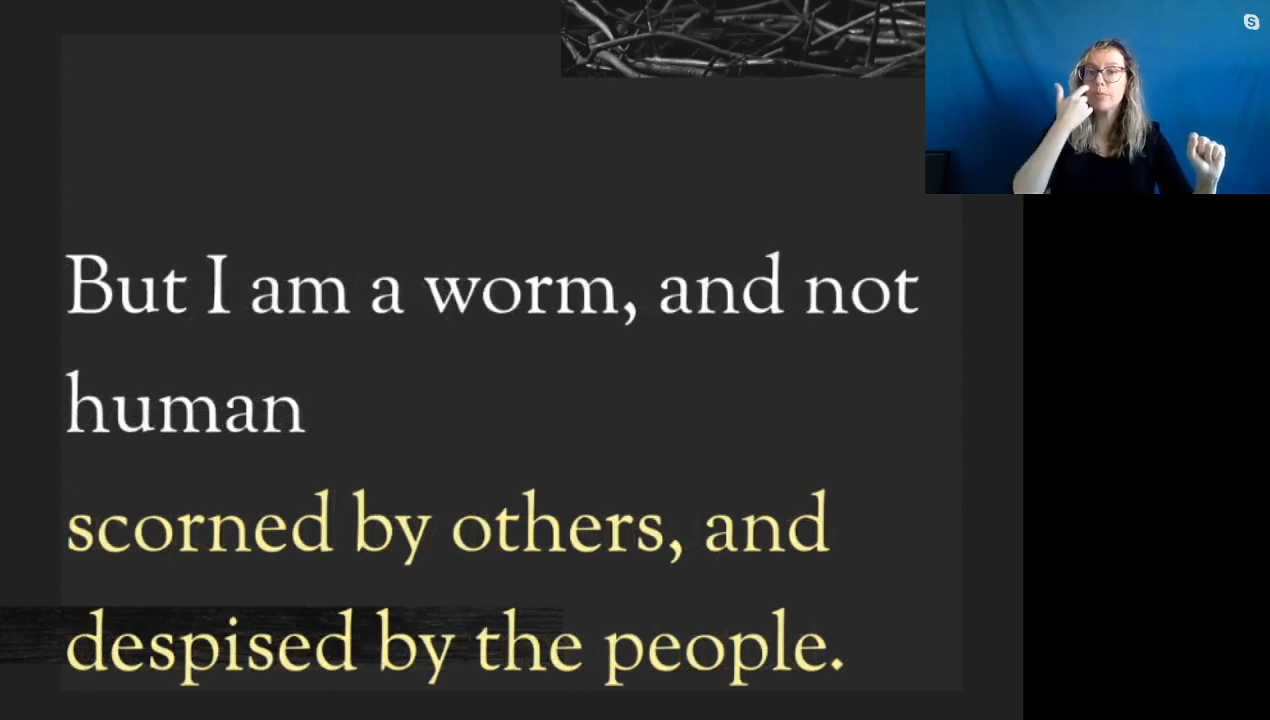 But I am a worm, and not
human
scorned by others, and
despised by the people.